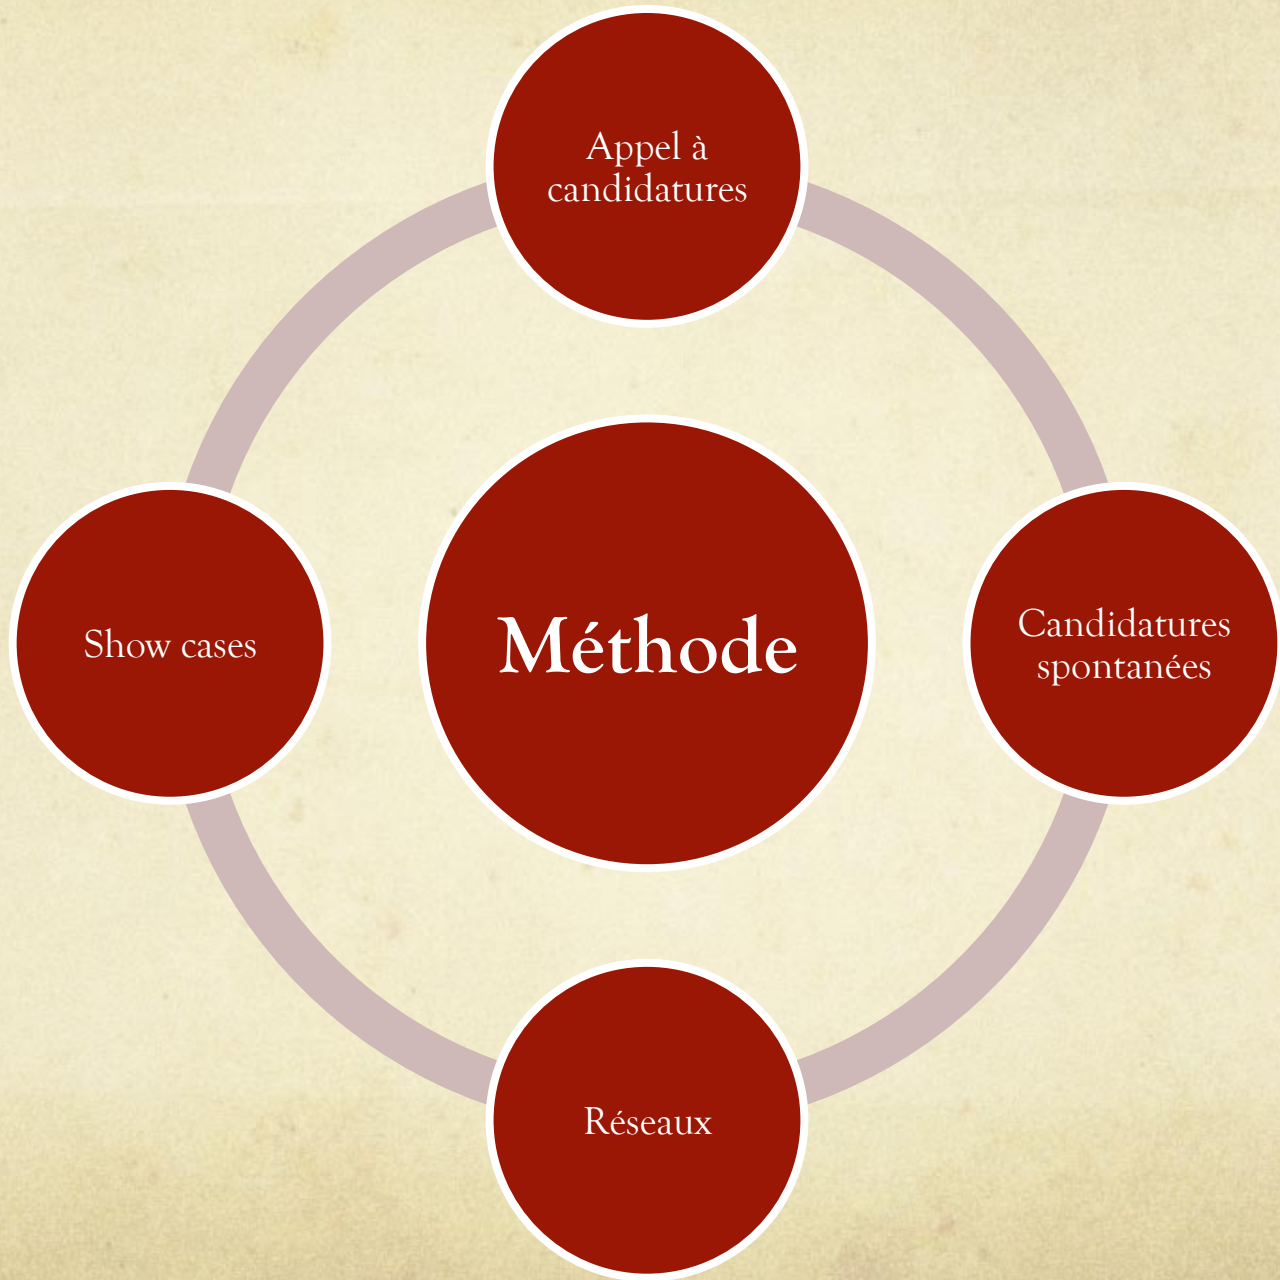 Appel à
candidatures
Show cases
Méthode
Candidatures
spontanées
Réseaux